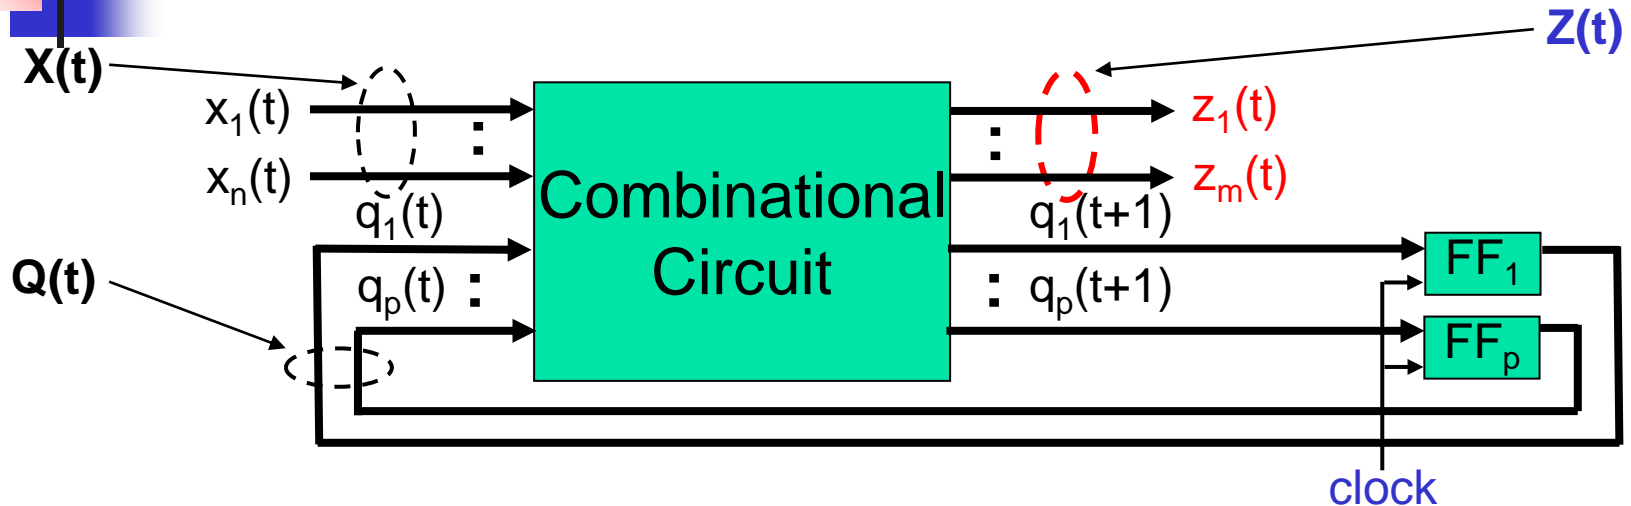 X(t)
Z(t)
x₁(t)
:
:
z₁(t)
xₙ(t)
zₘ(t)
Combinational
Circuit
q₁(t)
q₁(t+1)
FF₁
Q(t)
qₚ(t) :
: qₚ(t+1)
FFₚ
clock